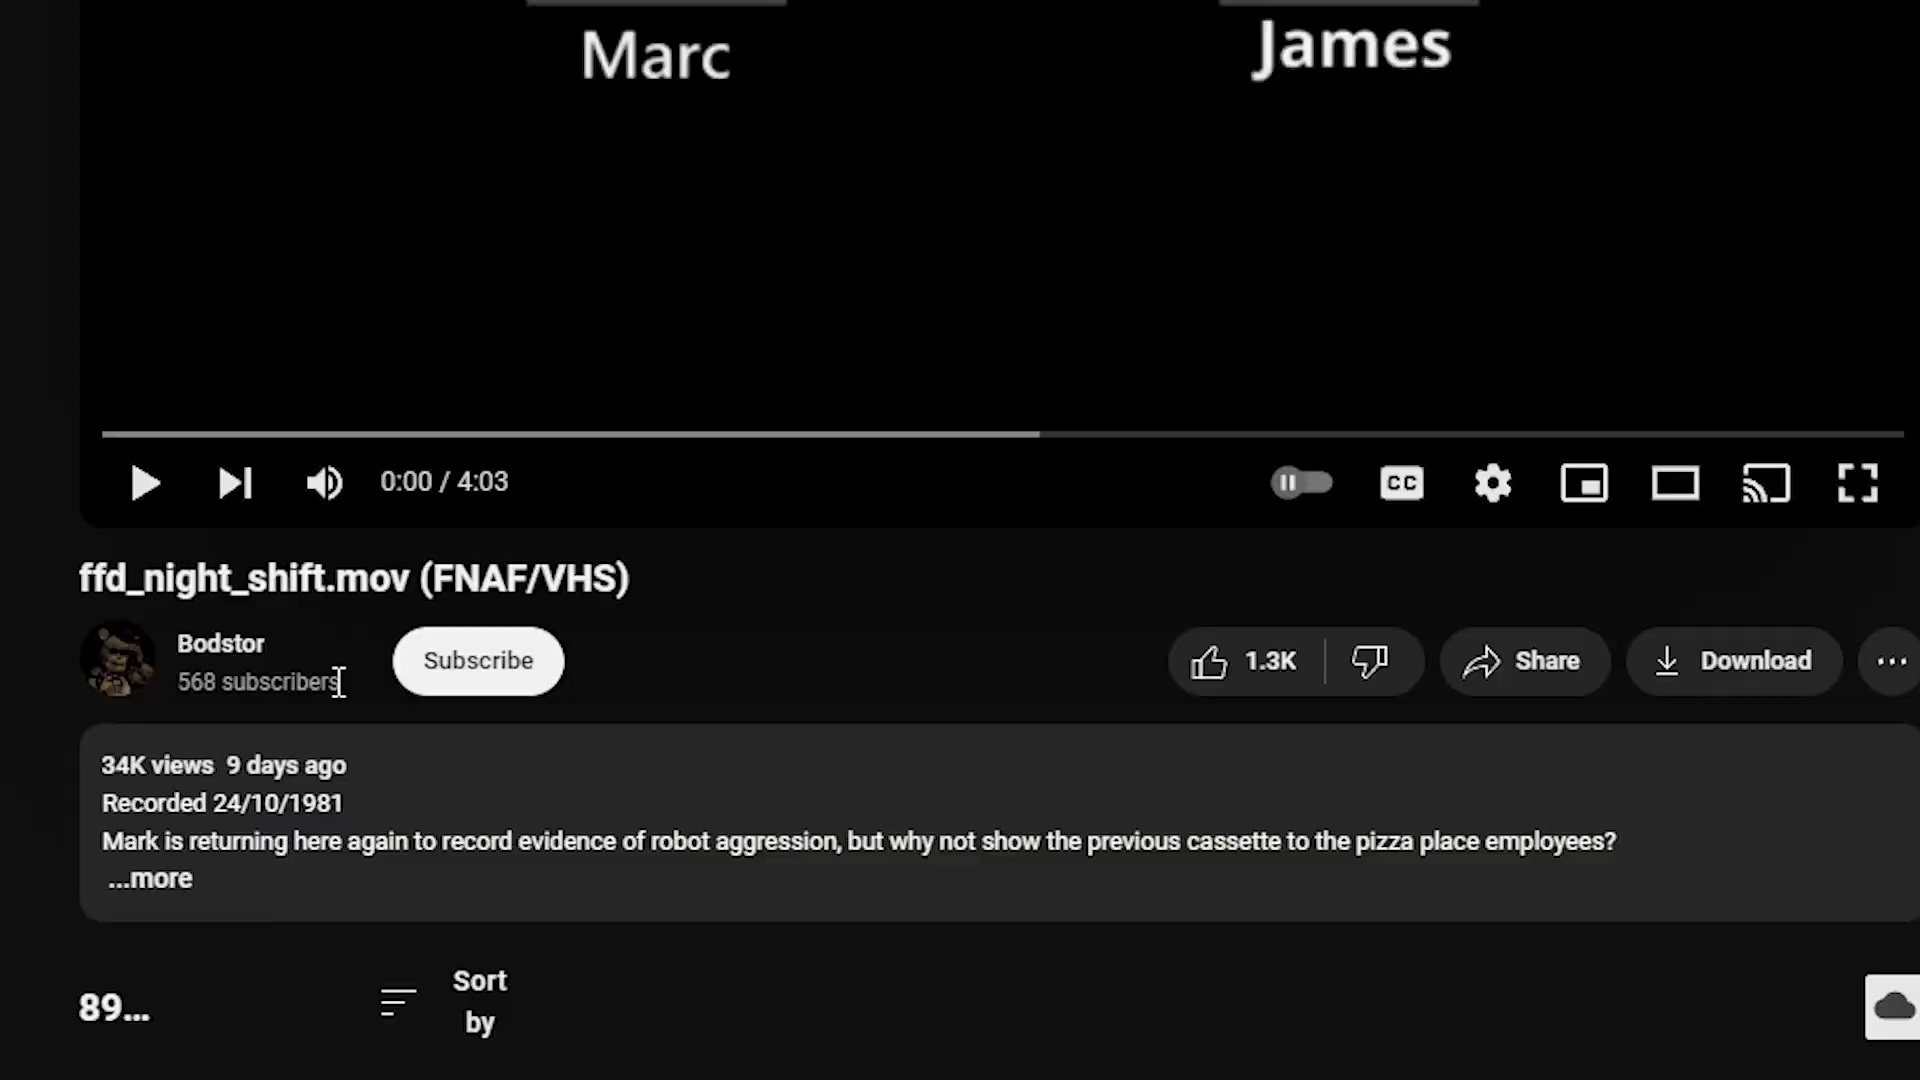 Marc James
0:00 / 4:03
CC
ffd_night_shift.mov (FNAF/VHS)
Bodstor
568 subscribers
Subscribe
1.3K
Share
Download
34K views 9 days ago
Recorded 24/10/1981
Mark is returning here again to record evidence of robot aggression, but why not show the previous cassette to the pizza place employees?
...more
89...
Sort
by